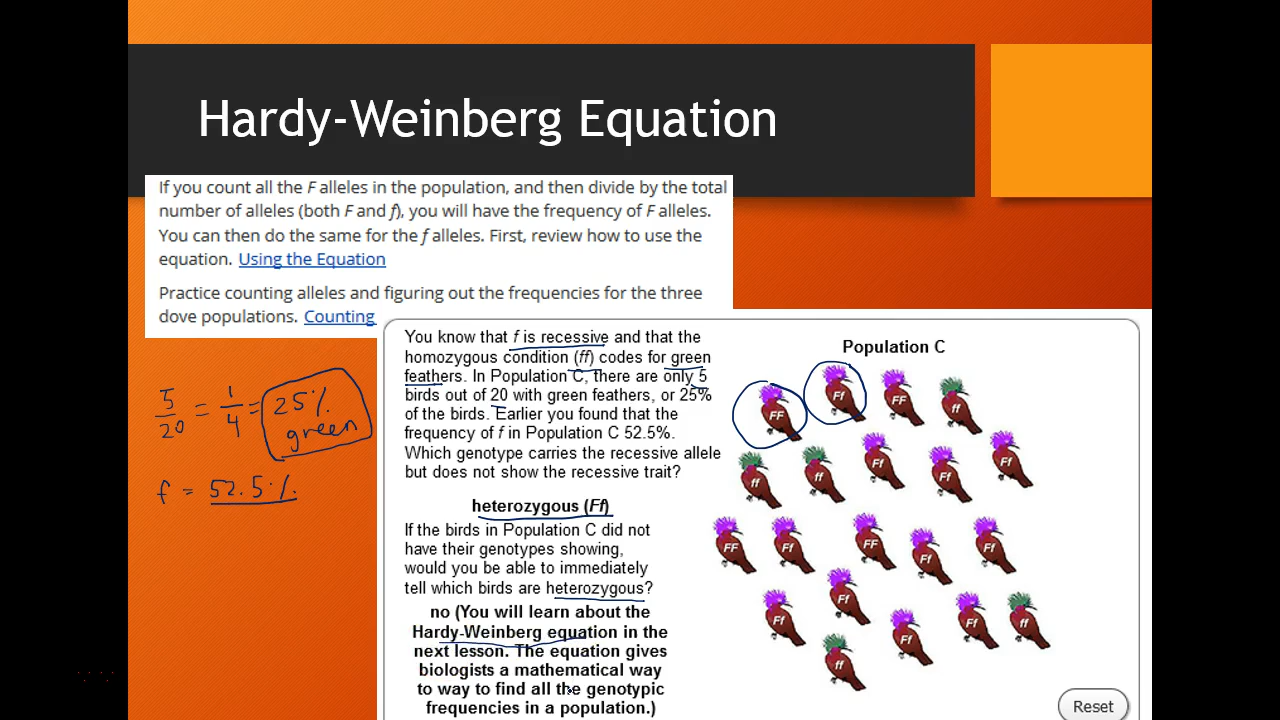 Hardy-Weinberg Equation
If you count all the F alleles in the population, and then divide by the total
number of alleles (both F and f), you will have the frequency of F alleles.
You can then do the same for the f alleles. First, review how to use the
equation. Using the Equation
Practice counting alleles and figuring out the frequencies for the three
dove populations. Counting
5/20 = 1/4 = 25% green
f = 52.5%
You know that f is recessive and that the
homozygous condition (ff) codes for green
feathers. In Population C, there are only 5
birds out of 20 with green feathers, or 25%
of the birds. Earlier you found that the
frequency of f in Population C 52.5%.
Which genotype carries the recessive allele
but does not show the recessive trait?
heterozygous (Ff)
If the birds in Population C did not
have their genotypes showing,
would you be able to immediately
tell which birds are heterozygous?
no (You will learn about the
Hardy-Weinberg equation in the
next lesson. The equation gives
biologists a mathematical way
to way to find all the genotypic
frequencies in a population.)
Population C
FF Ff FF ff
ff ff Ff Ff Ff
FF Ff FF Ff Ff
Ff Ff Ff Ff ff
ff
Reset